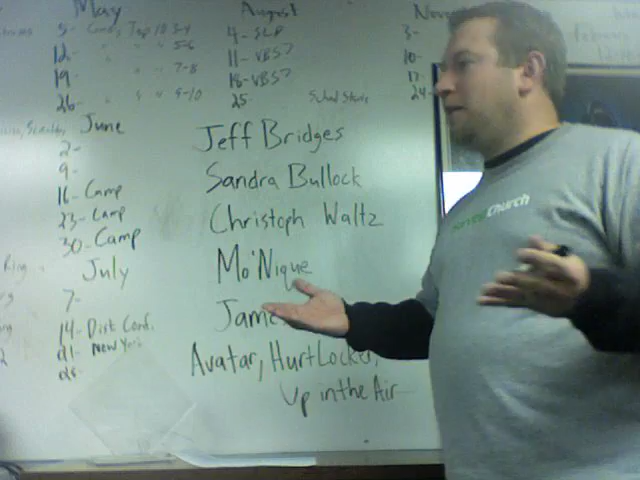 May
5- God's Top 10 3-4
12- " " 5-6
19- " " 7-8
26- " " 9-10
June
2-
9-
16- Camp
23- Camp
30- Camp
July
7-
14- Dist Conf.
21- New York
28-
August
4- SLP
11- VBS?
18- VBS?
25- School Starts
3-
10-
17-
24-
Jeff Bridges
Sandra Bullock
Christoph Waltz
Mo'Nique
Avatar, Hurt Locker,
Up in the Air
Church